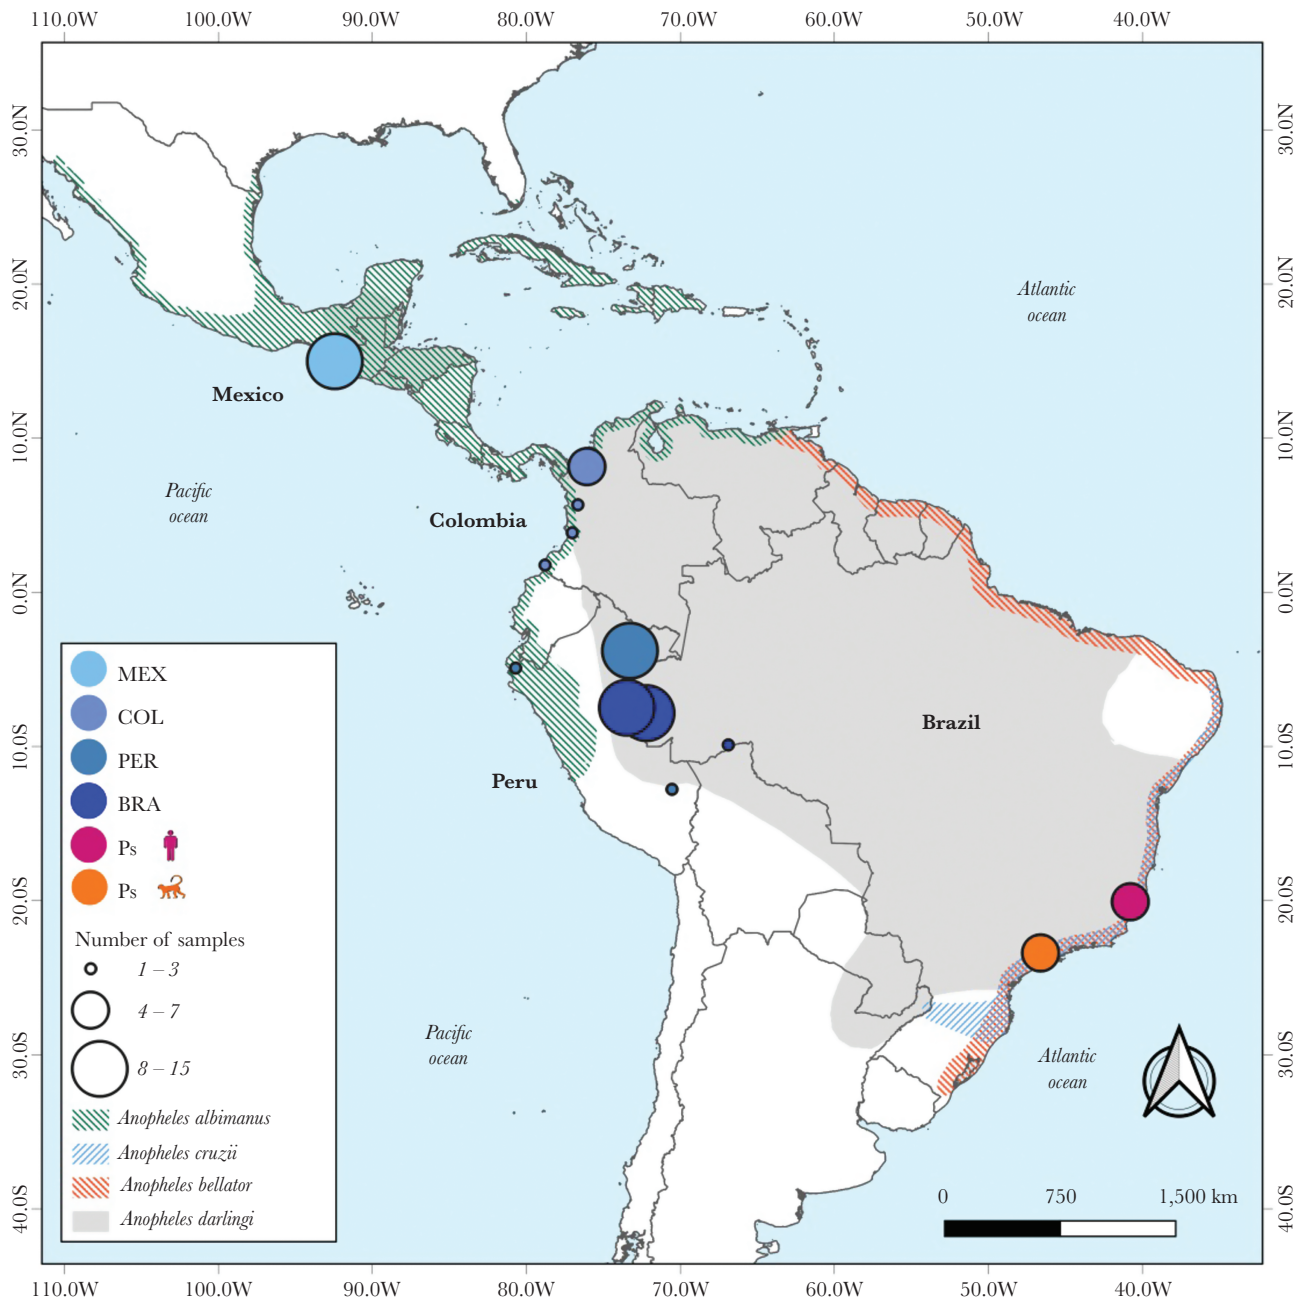 110.0W 100.0W 90.0W 80.0W 70.0W 60.0W 50.0W 40.0W
30.0N 30.0N
20.0N 20.0N
Atlantic
ocean
Mexico
10.0N 10.0N
Pacific
ocean
Colombia
0.0N 0.0N
MEX
COL
PER
BRA
Ps
Ps
Brazil
Peru
10.0S 10.0S
20.0S 20.0S
Number of samples
1 – 3
4 – 7
8 – 15
Pacific
ocean
Atlantic
ocean
30.0S 30.0S
Anopheles albimanus
Anopheles cruzii
Anopheles bellator
Anopheles darlingi
0 750 1,500 km
40.0S 40.0S
110.0W 100.0W 90.0W 80.0W 70.0W 60.0W 50.0W 40.0W